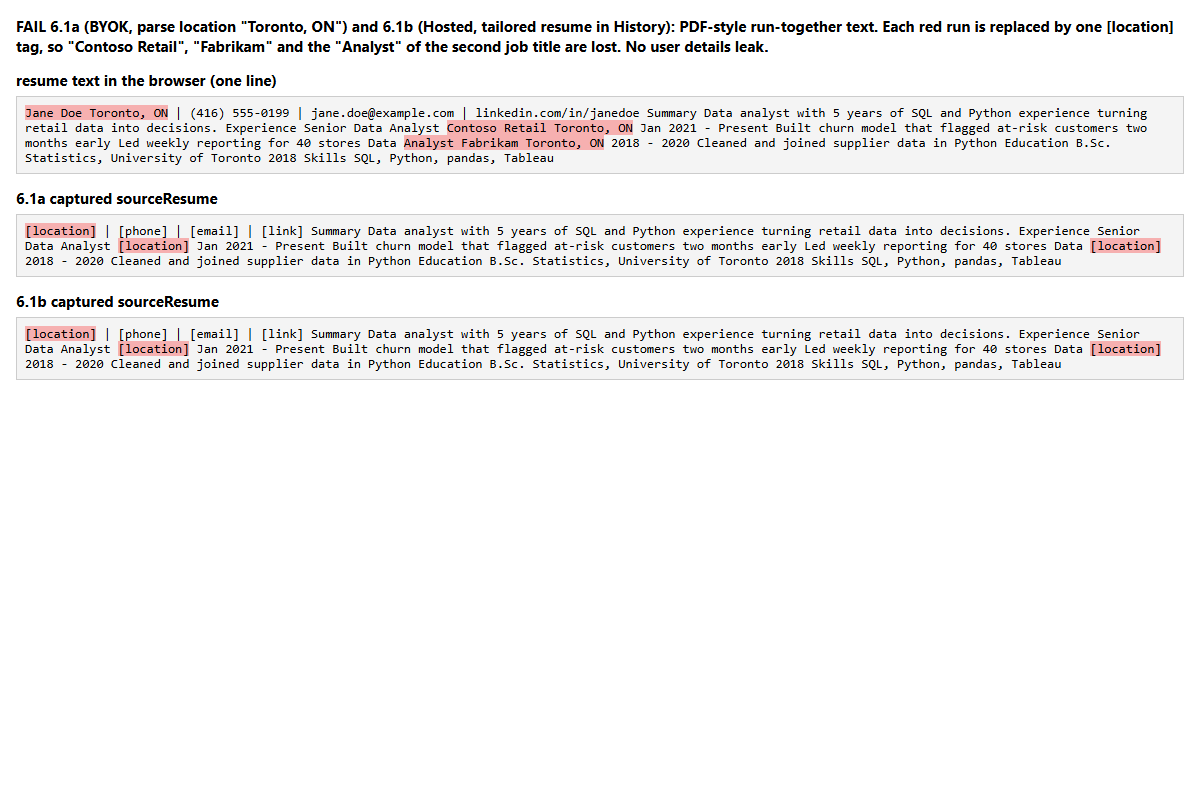 FAIL 6.1a (BYOK, parse location "Toronto, ON") and 6.1b (Hosted, tailored resume in History): PDF-style run-together text. Each red run is replaced by one [location]
tag, so "Contoso Retail", "Fabrikam" and the "Analyst" of the second job title are lost. No user details leak.
resume text in the browser (one line)
Jane Doe Toronto, ON | (416) 555-0199 | jane.doe@example.com | linkedin.com/in/janedoe Summary Data analyst with 5 years of SQL and Python experience turning
retail data into decisions. Experience Senior Data Analyst Contoso Retail Toronto, ON Jan 2021 - Present Built churn model that flagged at-risk customers two
months early Led weekly reporting for 40 stores Data Analyst Fabrikam Toronto, ON 2018 - 2020 Cleaned and joined supplier data in Python Education B.Sc.
Statistics, University of Toronto 2018 Skills SQL, Python, pandas, Tableau
6.1a captured sourceResume
[location] | [phone] | [email] | [link] Summary Data analyst with 5 years of SQL and Python experience turning retail data into decisions. Experience Senior
Data Analyst [location] Jan 2021 - Present Built churn model that flagged at-risk customers two months early Led weekly reporting for 40 stores Data [location]
2018 - 2020 Cleaned and joined supplier data in Python Education B.Sc. Statistics, University of Toronto 2018 Skills SQL, Python, pandas, Tableau
6.1b captured sourceResume
[location] | [phone] | [email] | [link] Summary Data analyst with 5 years of SQL and Python experience turning retail data into decisions. Experience Senior
Data Analyst [location] Jan 2021 - Present Built churn model that flagged at-risk customers two months early Led weekly reporting for 40 stores Data [location]
2018 - 2020 Cleaned and joined supplier data in Python Education B.Sc. Statistics, University of Toronto 2018 Skills SQL, Python, pandas, Tableau